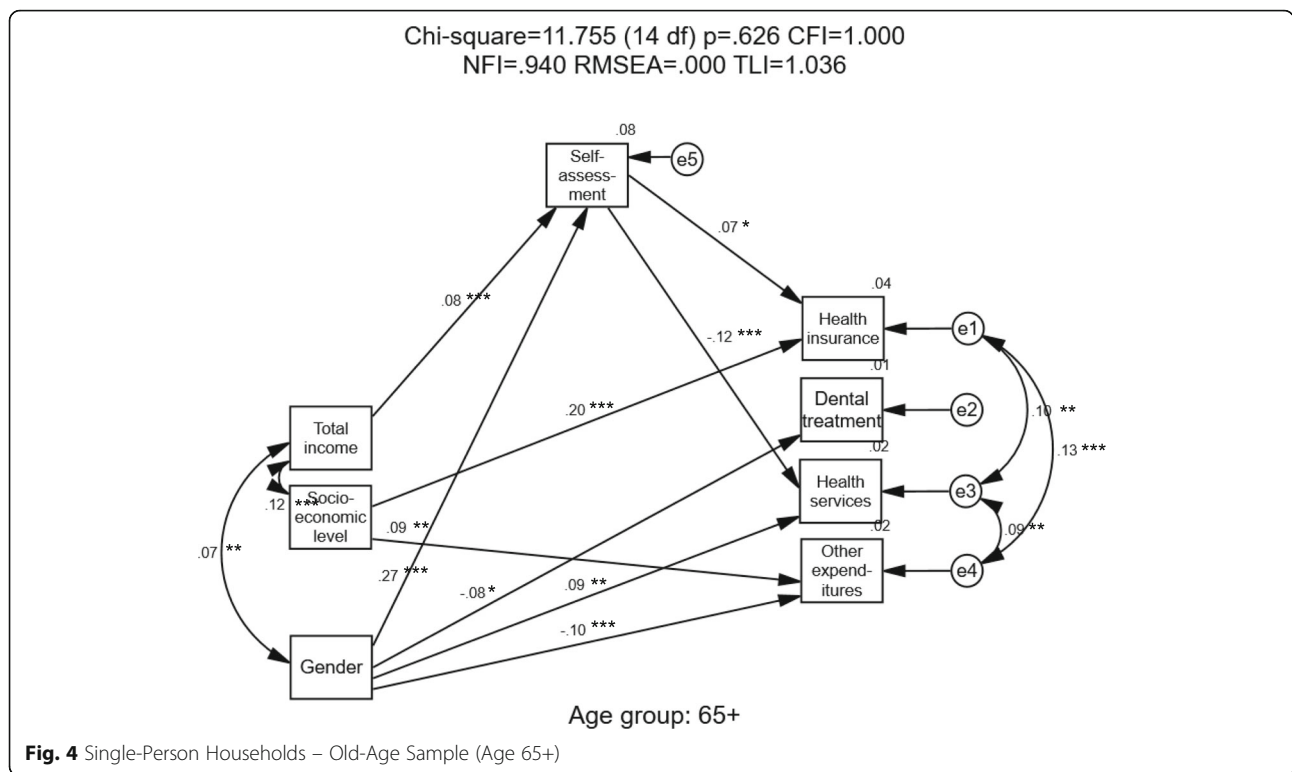 Chi-square=11.755 (14 df) p=.626 CFI=1.000
NFI=.940 RMSEA=.000 TLI=1.036
.08
Self-
assess-
ment
e5
.07 *
.04
.08 ***
Health
insurance
e1
-.12 ***
.01
.20 ***
Dental
treatment
e2
.10 **
.13 ***
Total
income
.02
Health
services
e3
.12 ***
Socio-
economic
level
.09 **
.02
.09 **
.07 **
.27 ***
Other
expend-
itures
e4
-.08 *
.09 **
-.10 ***
Gender
Age group: 65+
Fig. 4 Single-Person Households – Old-Age Sample (Age 65+)